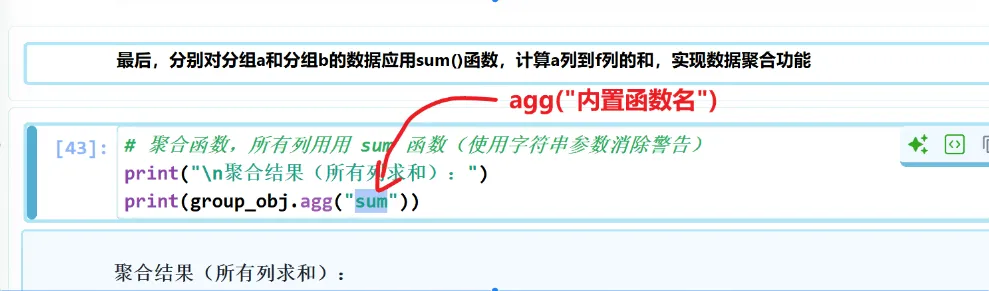 最后，分别对分组a和分组b的数据应用sum()函数，计算a列到f列的和，实现数据聚合功能
agg("内置函数名")
[43]:
# 聚合函数，所有列用用 sum 函数（使用字符串参数消除警告）
print("\n聚合结果（所有列求和）：")
print(group_obj.agg("sum"))
聚合结果（所有列求和）：